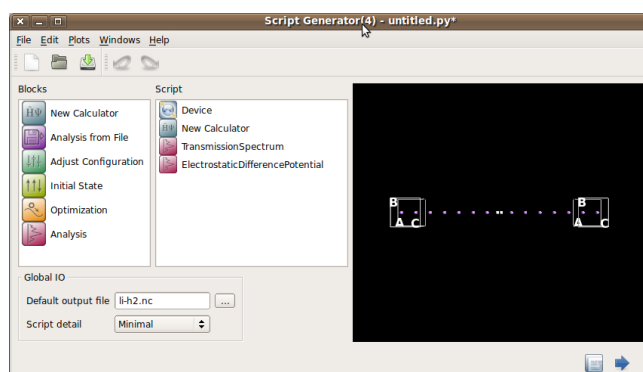 Script Generator(4) - untitled.py*
File Edit Plots Windows Help
Blocks
Script
New Calculator
Analysis from File
Adjust Configuration
Initial State
Optimization
Analysis
Device
New Calculator
TransmissionSpectrum
ElectrostaticDifferencePotential
B
A C
B
A C
Global IO
Default output file li-h2.nc ...
Script detail Minimal